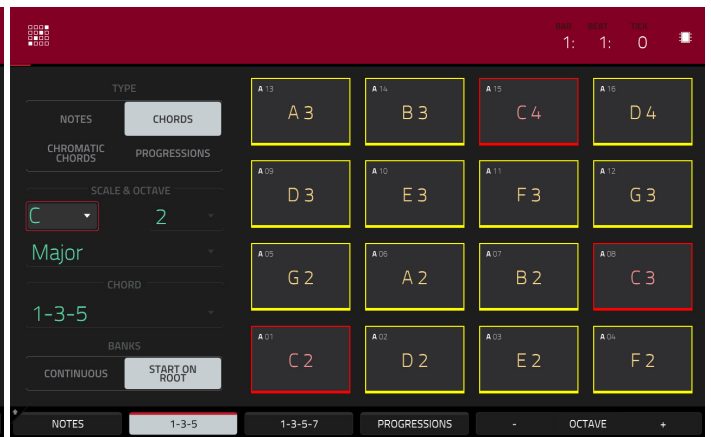 BAR: BEAT: TICK:
1: 1: 0
TYPE
NOTES CHORDS
CHROMATIC CHORDS PROGRESSIONS
SCALE & OCTAVE
C 2
Major
CHORD
1-3-5
BANKS
CONTINUOUS START ON ROOT
A 13 A 14 A 15 A 16
A 3 B 3 C 4 D 4
A 09 A 10 A 11 A 12
D 3 E 3 F 3 G 3
A 05 A 06 A 07 A 08
G 2 A 2 B 2 C 3
A 01 A 02 A 03 A 04
C 2 D 2 E 2 F 2
NOTES 1-3-5 1-3-5-7 PROGRESSIONS - OCTAVE +